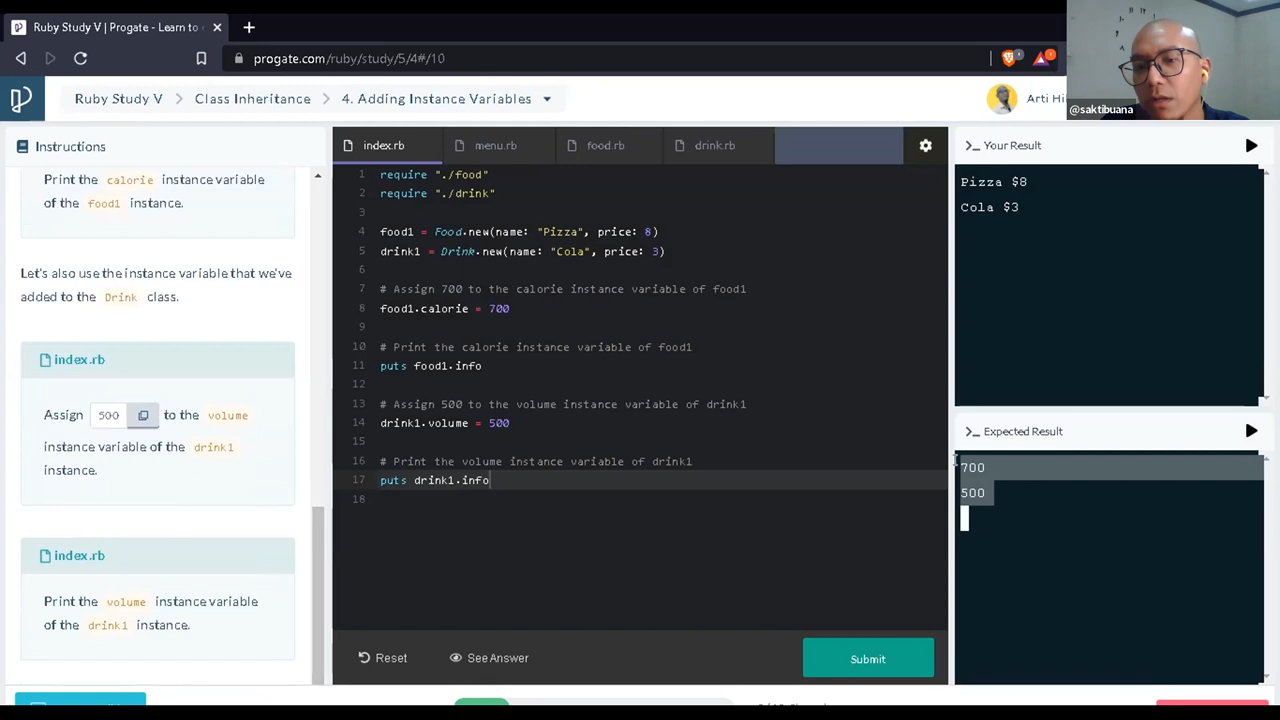 Ruby Study V | Progate - Learn to
progate.com/ruby/study/5/4#/10
@saktibuana
Ruby Study V
Class Inheritance
4. Adding Instance Variables
Arti Hi
Instructions
Print the calorie instance variable
of the food1 instance.
Let's also use the instance variable that we've
added to the Drink class.
index.rb
Assign 500 to the volume
instance variable of the drink1
instance.
index.rb
Print the volume instance variable
of the drink1 instance.
index.rb
menu.rb
food.rb
drink.rb
1 require "./food"
2 require "./drink"
3
4 food1 = Food.new(name: "Pizza", price: 8)
5 drink1 = Drink.new(name: "Cola", price: 3)
6
7 # Assign 700 to the calorie instance variable of food1
8 food1.calorie = 700
9
10 # Print the calorie instance variable of food1
11 puts food1.info
12
13 # Assign 500 to the volume instance variable of drink1
14 drink1.volume = 500
15
16 # Print the volume instance variable of drink1
17 puts drink1.info
18
Reset
See Answer
Submit
Your Result
Pizza $8
Cola $3
Expected Result
700
500